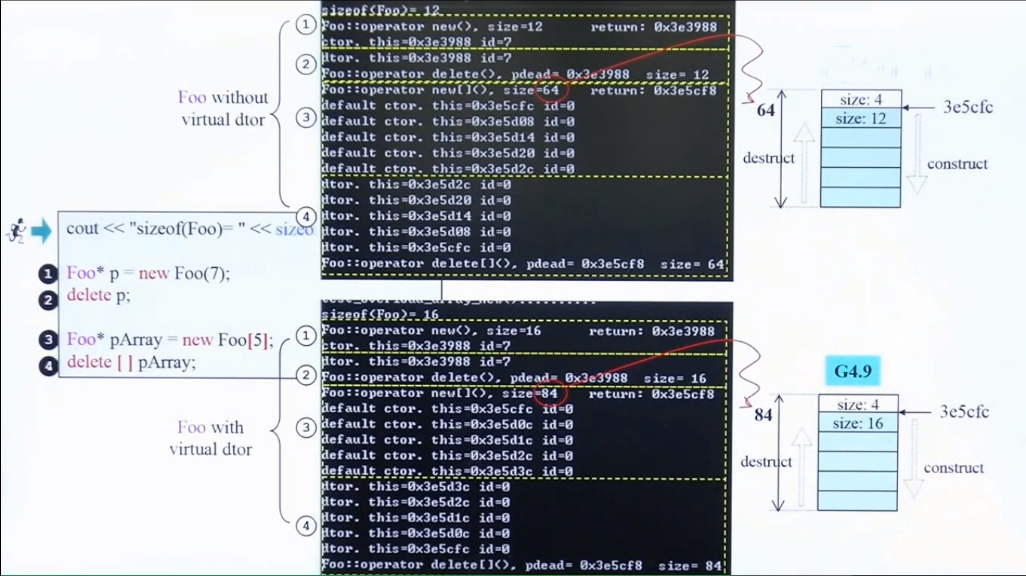 sizeof(Foo)= 12
① Foo::operator new(), size=12 return: 0x3e3988
ctor. this=0x3e3988 id=7
② dtor. this=0x3e3988 id=7
Foo::operator delete(), pdead= 0x3e3988 size= 12
Foo without
virtual dtor
③ Foo::operator new[](), size=64 return: 0x3e5cf8
default ctor. this=0x3e5cfc id=0
default ctor. this=0x3e5d08 id=0
default ctor. this=0x3e5d14 id=0
default ctor. this=0x3e5d20 id=0
default ctor. this=0x3e5d2c id=0
④ dtor. this=0x3e5d2c id=0
dtor. this=0x3e5d20 id=0
dtor. this=0x3e5d14 id=0
dtor. this=0x3e5d08 id=0
dtor. this=0x3e5cfc id=0
Foo::operator delete[](), pdead= 0x3e5cf8 size= 64
64
size: 4
size: 12
3e5cfc
destruct
construct
cout << "sizeof(Foo)= " << sizeo
❶ Foo* p = new Foo(7);
❷ delete p;
❸ Foo* pArray = new Foo[5];
❹ delete [ ] pArray;
sizeof(Foo)= 16
① Foo::operator new(), size=16 return: 0x3e3988
ctor. this=0x3e3988 id=7
② dtor. this=0x3e3988 id=7
Foo::operator delete(), pdead= 0x3e3988 size= 16
Foo with
virtual dtor
③ Foo::operator new[](), size=84 return: 0x3e5cf8
default ctor. this=0x3e5cfc id=0
default ctor. this=0x3e5d0c id=0
default ctor. this=0x3e5d1c id=0
default ctor. this=0x3e5d2c id=0
default ctor. this=0x3e5d3c id=0
④ dtor. this=0x3e5d3c id=0
dtor. this=0x3e5d2c id=0
dtor. this=0x3e5d1c id=0
dtor. this=0x3e5d0c id=0
dtor. this=0x3e5cfc id=0
Foo::operator delete[](), pdead= 0x3e5cf8 size= 84
G4.9
84
size: 4
size: 16
3e5cfc
destruct
construct